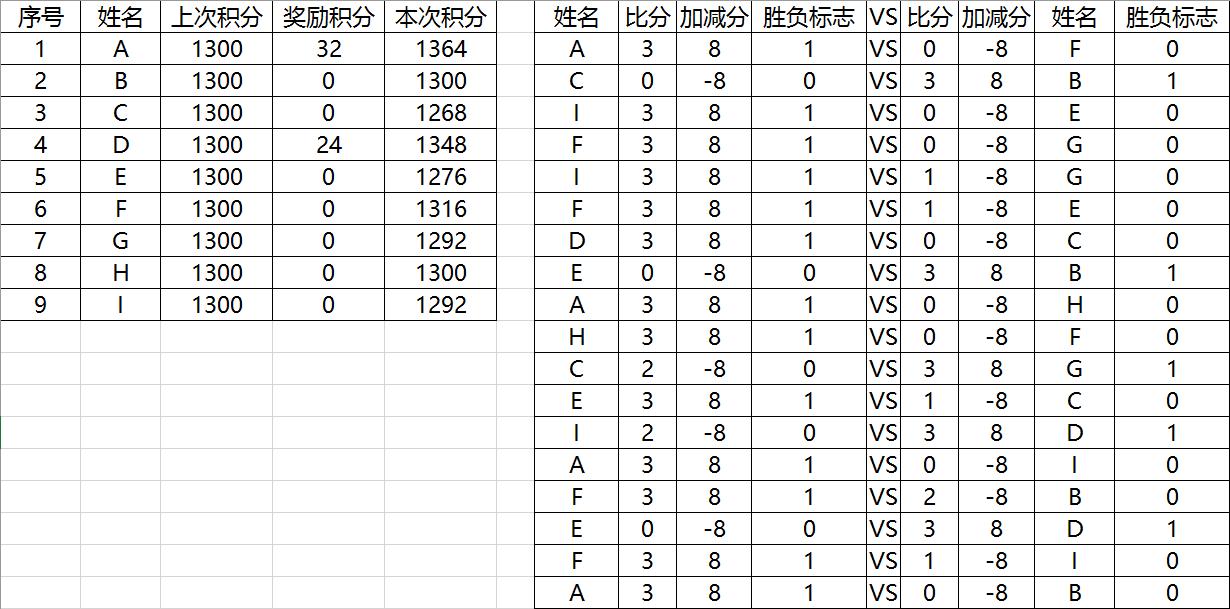 序号 姓名 上次积分 奖励积分 本次积分 姓名 比分 加减分 胜负标志 VS 比分 加减分 姓名 胜负标志
1 A 1300 32 1364 A 3 8 1 VS 0 -8 F 0
2 B 1300 0 1300 C 0 -8 0 VS 3 8 B 1
3 C 1300 0 1268 I 3 8 1 VS 0 -8 E 0
4 D 1300 24 1348 F 3 8 1 VS 0 -8 G 0
5 E 1300 0 1276 I 3 8 1 VS 1 -8 G 0
6 F 1300 0 1316 F 3 8 1 VS 1 -8 E 0
7 G 1300 0 1292 D 3 8 1 VS 0 -8 C 0
8 H 1300 0 1300 E 0 -8 0 VS 3 8 B 1
9 I 1300 0 1292 A 3 8 1 VS 0 -8 H 0
H 3 8 1 VS 0 -8 F 0
C 2 -8 0 VS 3 8 G 1
E 3 8 1 VS 1 -8 C 0
I 2 -8 0 VS 3 8 D 1
A 3 8 1 VS 0 -8 I 0
F 3 8 1 VS 2 -8 B 0
E 0 -8 0 VS 3 8 D 1
F 3 8 1 VS 1 -8 I 0
A 3 8 1 VS 0 -8 B 0